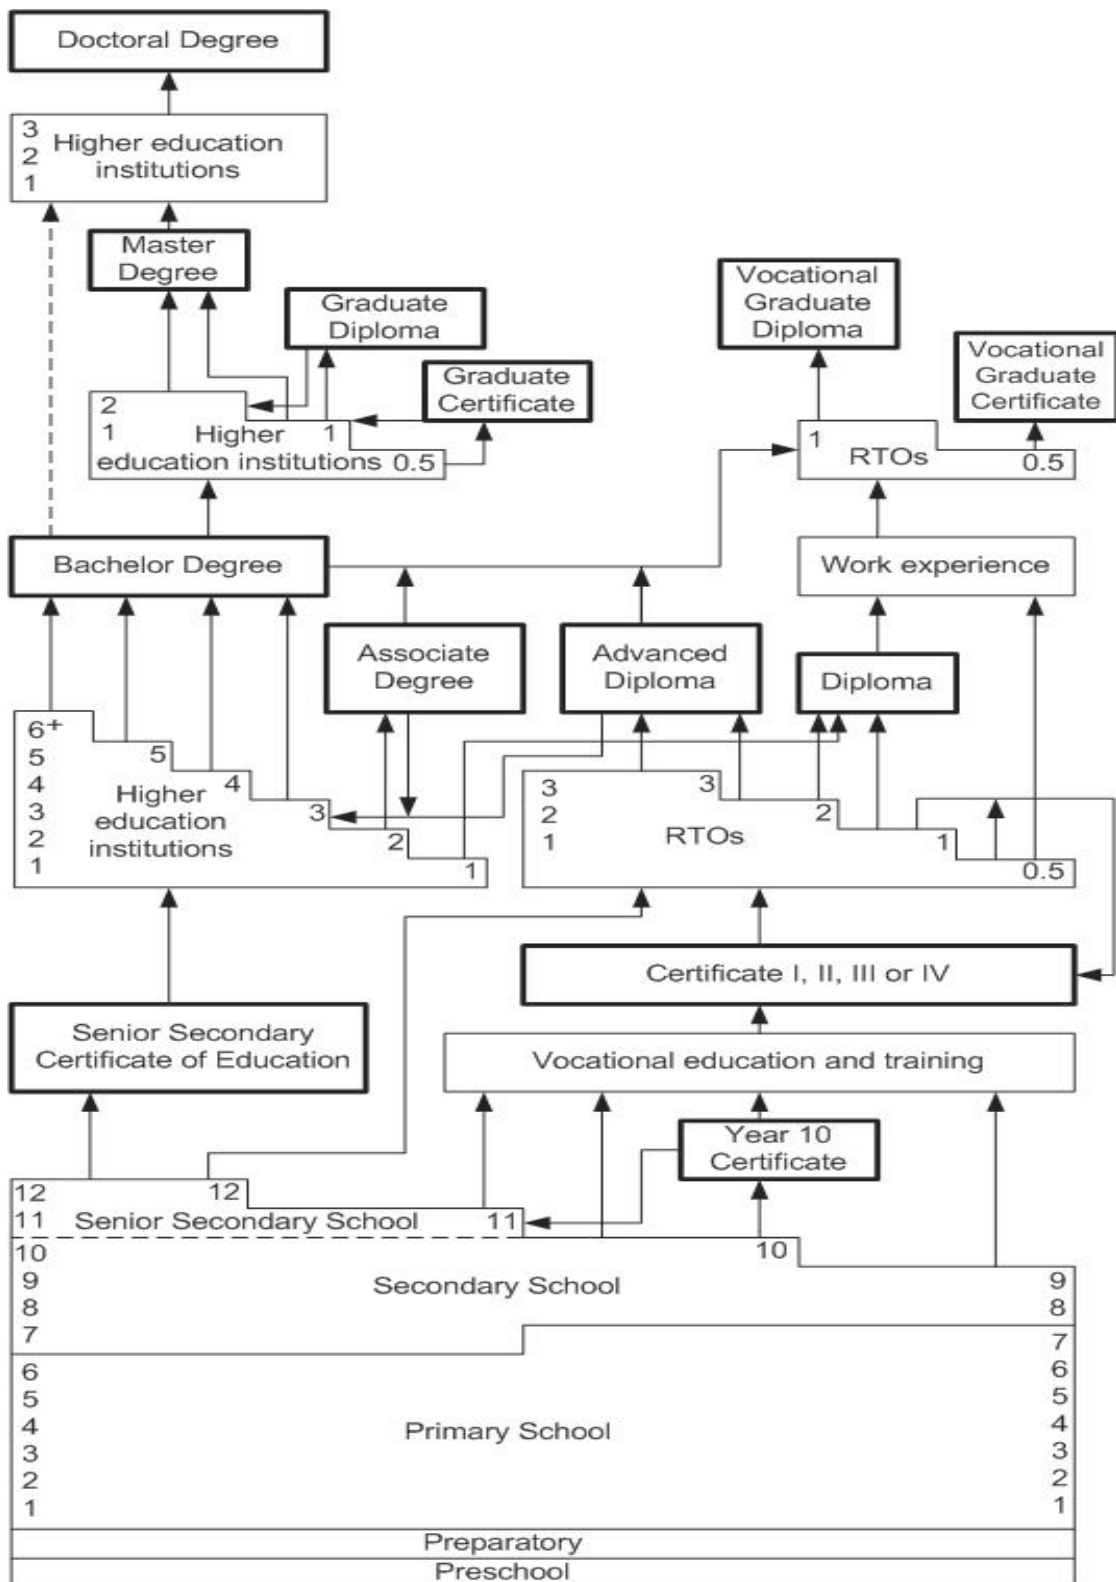 Doctoral Degree
3
2
1
Higher education
institutions
Master
Degree
Graduate
Diploma
Graduate
Certificate
Vocational
Graduate
Diploma
Vocational
Graduate
Certificate
2
1
Higher
education institutions
1
0.5
1
RTOs
0.5
Bachelor Degree
Work experience
Associate
Degree
Advanced
Diploma
Diploma
6+
5
4
3
2
1
Higher
education
institutions
5
4
3
2
1
3
2
1
RTOs
3
2
1
0.5
Certificate I, II, III or IV
Senior Secondary
Certificate of Education
Vocational education and training
Year 10
Certificate
12
11
12
Senior Secondary School
11
10
9
8
7
10
Secondary School
9
8
6
5
4
3
2
1
Primary School
7
6
5
4
3
2
1
Preparatory
Preschool